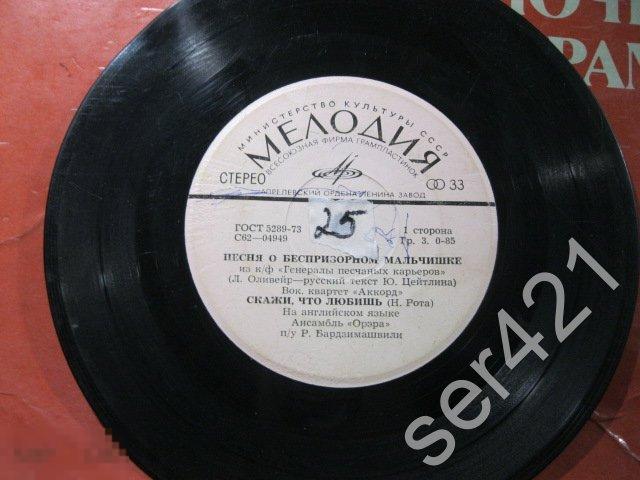 МИНИСТЕРСТВО КУЛЬТУРЫ СССР
МЕЛОДИЯ
ВСЕСОЮЗНАЯ ФИРМА ГРАМПЛАСТИНОК
СТЕРЕО
33
АПРЕЛЕВСКИЙ ОРДЕНА ЛЕНИНА ЗАВОД
25
ГОСТ 5289-73
1 сторона
С62—04949
Гр. 3. 0-85
ПЕСНЯ О БЕСПРИЗОРНОМ МАЛЬЧИШКЕ
из к/ф «Генералы песчаных карьеров»
(Л. Оливейр—русский текст Ю. Цейтлина)
Вок. квартет «Аккорд»
СКАЖИ, ЧТО ЛЮБИШЬ (Н. Рота)
На английском языке
Ансамбль «Орэра»
п/у Р. Бардзимашвили
ser421